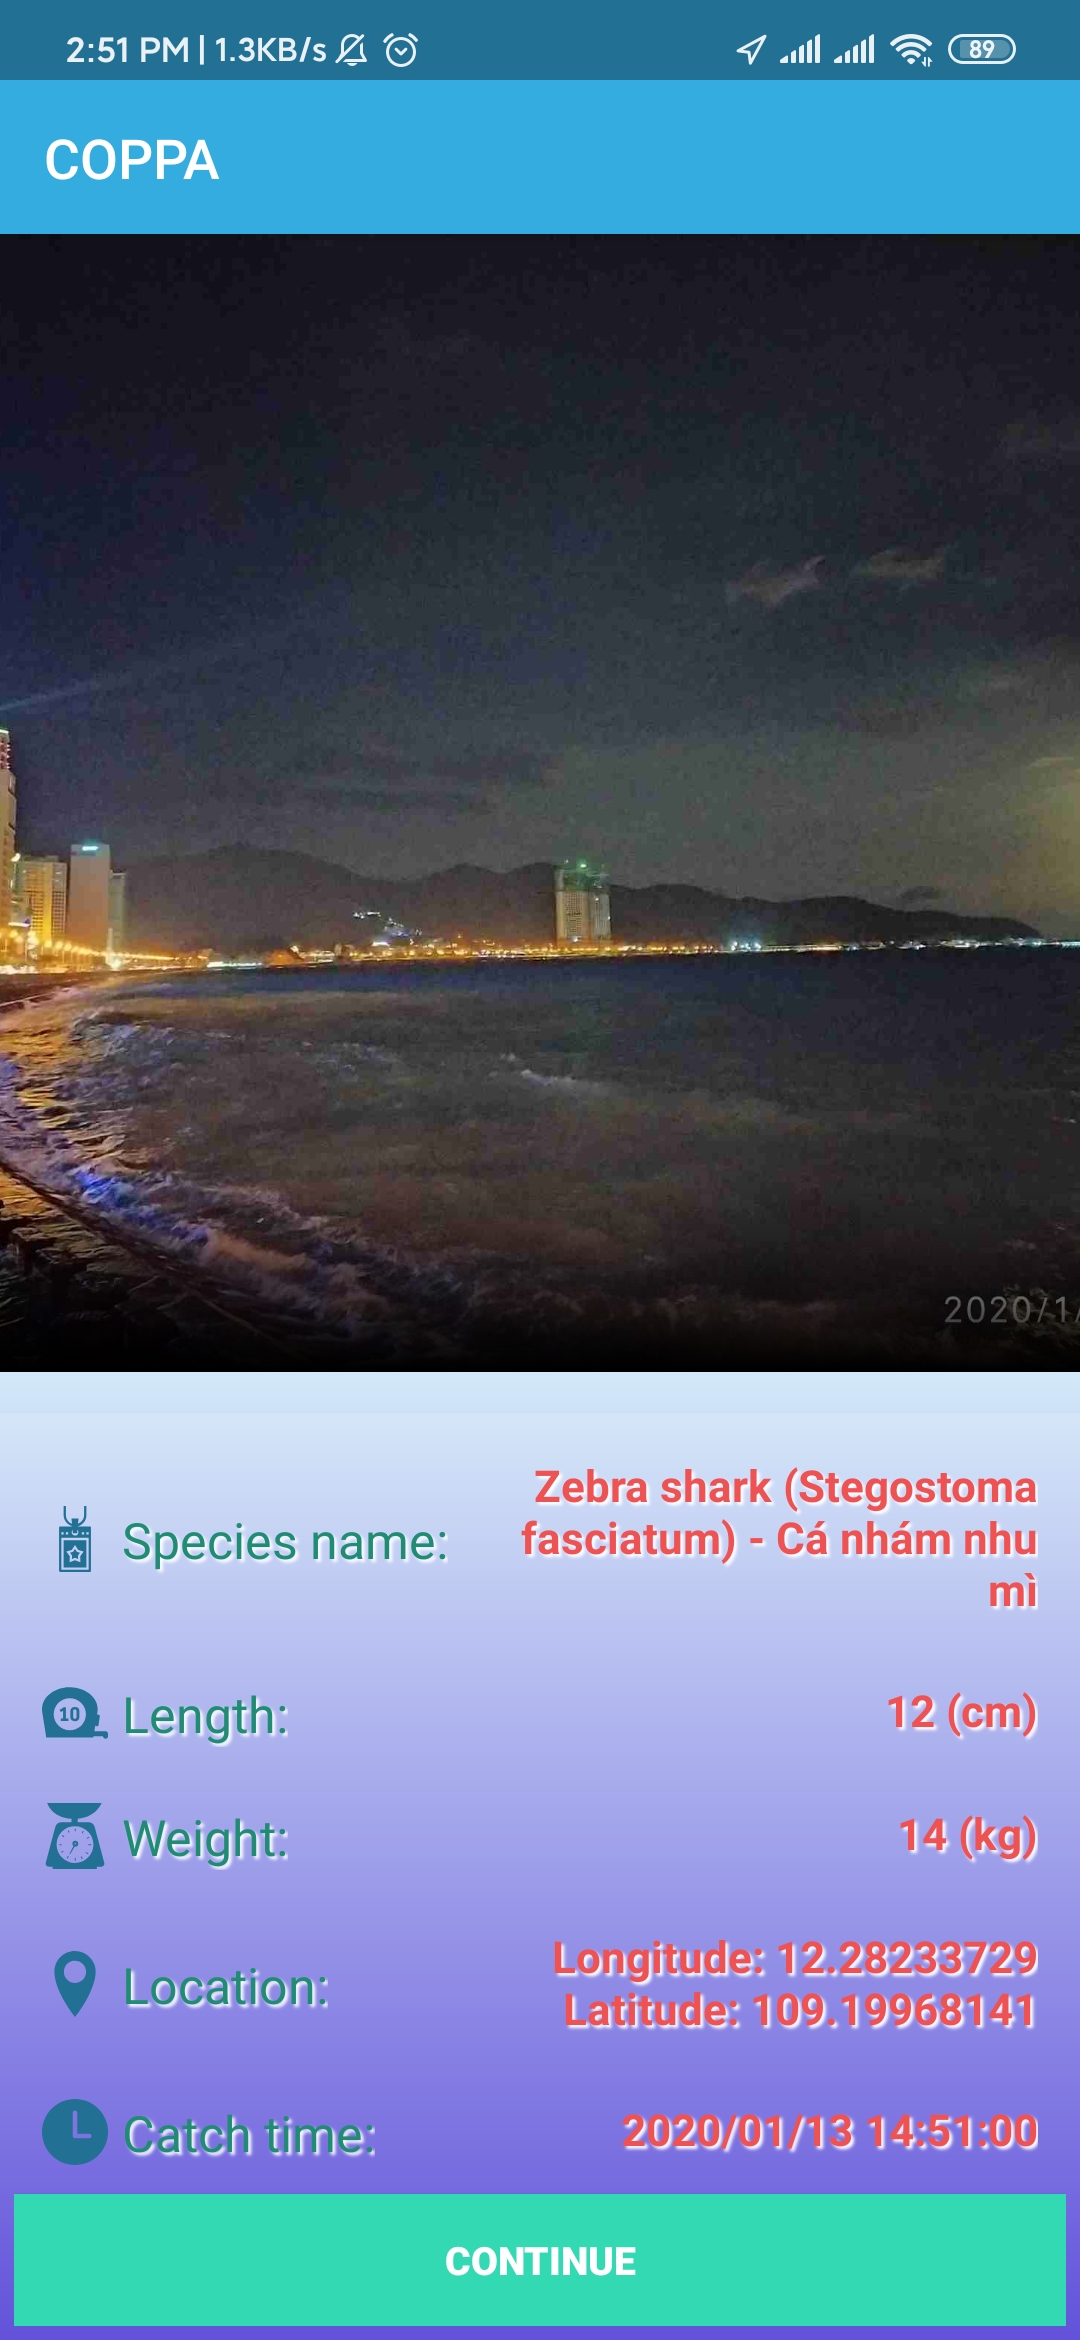 2:51 PM | 1.3KB/s
89
COPPA
2020/1/
Species name:
Zebra shark (Stegostoma
fasciatum) - Cá nhám nhu
mì
10
Length:
12 (cm)
Weight:
14 (kg)
Location:
Longitude: 12.28233729
Latitude: 109.19968141
Catch time:
2020/01/13 14:51:00
CONTINUE